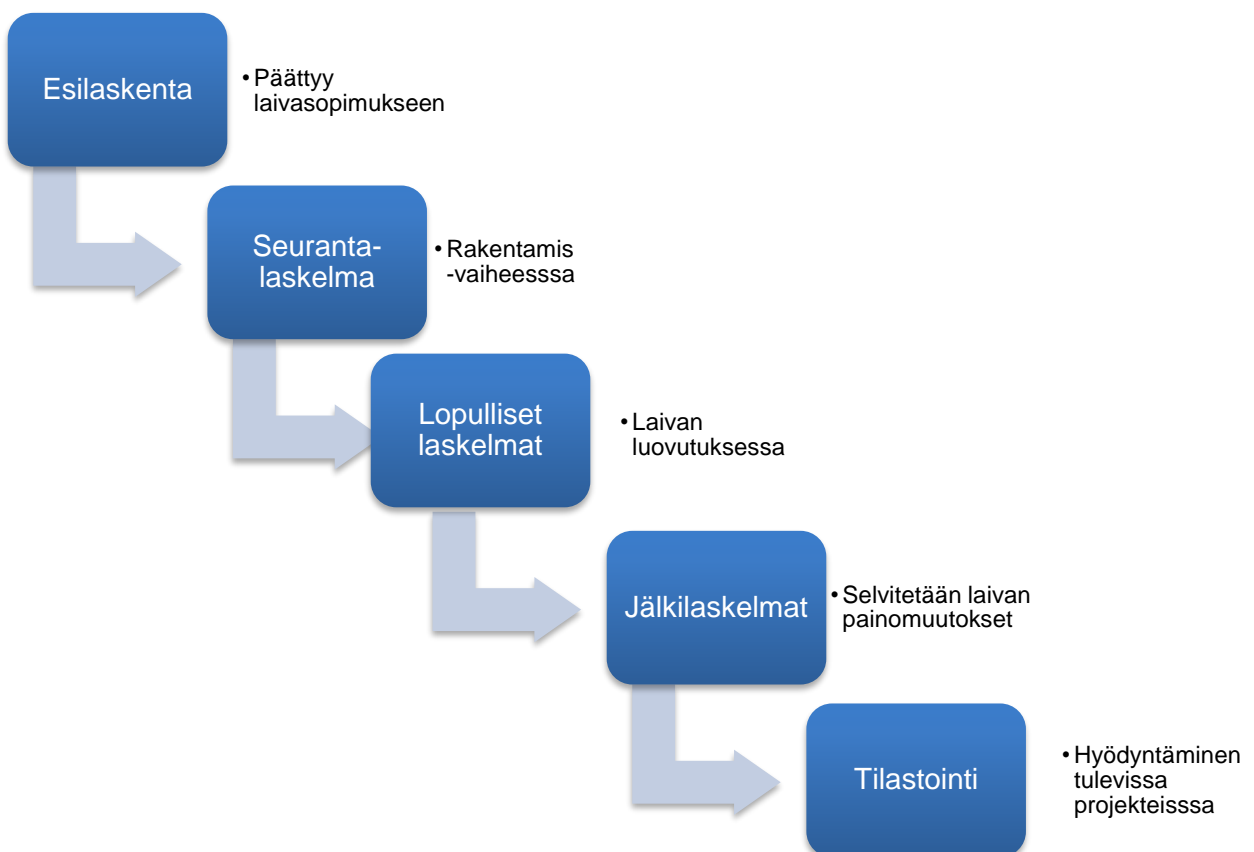 Esilaskenta
• Päättyy
laivasopimukseen
Seuranta-
laskelma
• Rakentamis
-vaiheesssa
Lopulliset
laskelmat
• Laivan
luovutuksessa
Jälkilaskelmat
• Selvitetään laivan
painomuutokset
Tilastointi
• Hyödyntäminen
tulevissa
projekteisssa